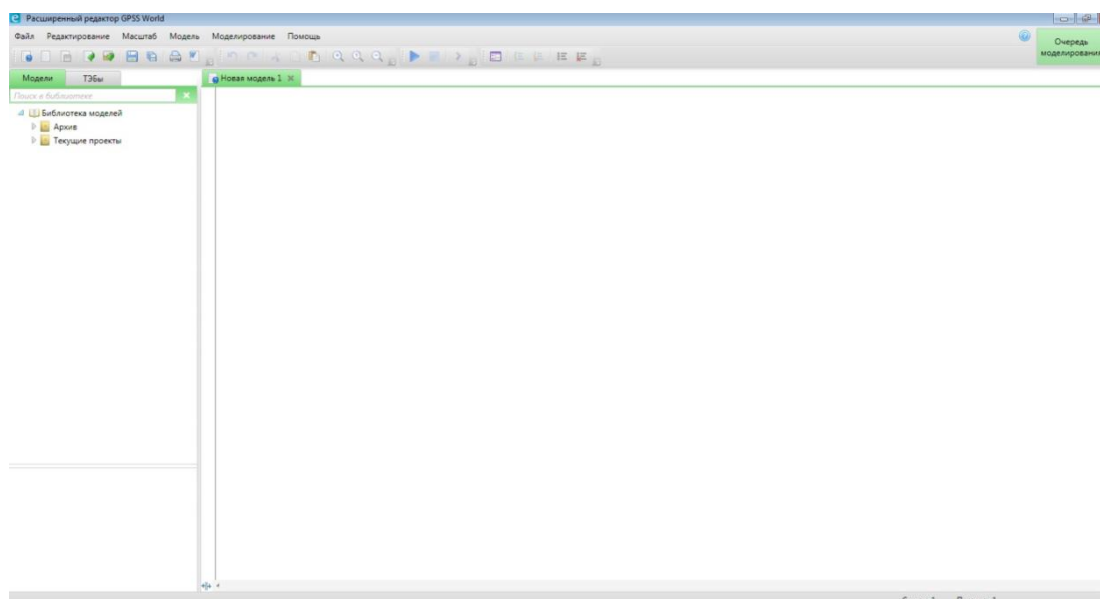 Расширенный редактор GPSS World
Файл Редактирование Масштаб Модель Моделирование Помощь
Очередь
моделирования
Модели ТЭБы
Новая модель 1
Поиск в библиотеке
Библиотека моделей
Архив
Текущие проекты